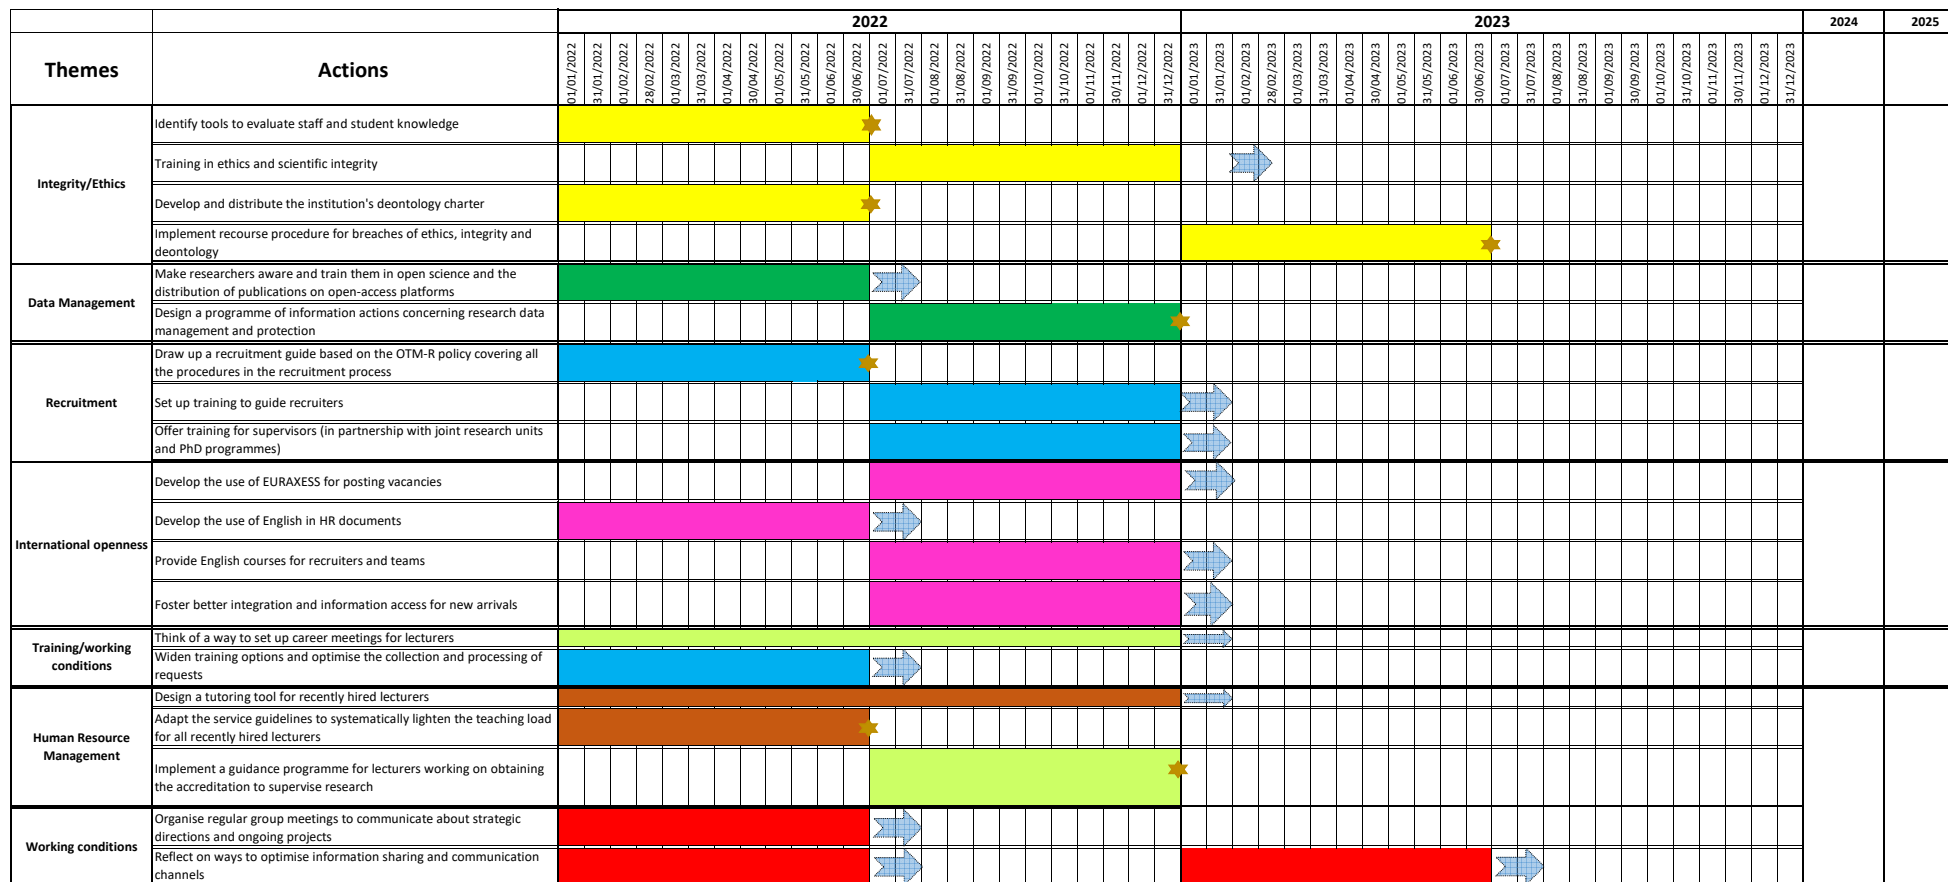 2022
2023
2024
2025
Themes
Actions
01/01/2022
31/01/2022
01/02/2022
28/02/2022
01/03/2022
31/03/2022
01/04/2022
30/04/2022
01/05/2022
31/05/2022
01/06/2022
30/06/2022
01/07/2022
31/07/2022
01/08/2022
31/08/2022
01/09/2022
31/09/2022
01/10/2022
31/10/2022
01/11/2022
30/11/2022
01/12/2022
31/12/2022
01/01/2023
31/01/2023
01/02/2023
28/02/2023
01/03/2023
31/03/2023
01/04/2023
30/04/2023
01/05/2023
31/05/2023
01/06/2023
30/06/2023
01/07/2023
31/07/2023
01/08/2023
31/08/2023
01/09/2023
30/09/2023
01/10/2023
31/10/2023
01/11/2023
30/11/2023
01/12/2023
31/12/2023
Integrity/Ethics
Identify tools to evaluate staff and student knowledge
Training in ethics and scientific integrity
Develop and distribute the institution's deontology charter
Implement recourse procedure for breaches of ethics, integrity and
deontology
Data Management
Make researchers aware and train them in open science and the
distribution of publications on open-access platforms
Design a programme of information actions concerning research data
management and protection
Recruitment
Draw up a recruitment guide based on the OTM-R policy covering all
the procedures in the recruitment process
Set up training to guide recruiters
Offer training for supervisors (in partnership with joint research units
and PhD programmes)
International openness
Develop the use of EURAXESS for posting vacancies
Develop the use of English in HR documents
Provide English courses for recruiters and teams
Foster better integration and information access for new arrivals
Training/working
conditions
Think of a way to set up career meetings for lecturers
Widen training options and optimise the collection and processing of
requests
Human Resource
Management
Design a tutoring tool for recently hired lecturers
Adapt the service guidelines to systematically lighten the teaching load
for all recently hired lecturers
Implement a guidance programme for lecturers working on obtaining
the accreditation to supervise research
Working conditions
Organise regular group meetings to communicate about strategic
directions and ongoing projects
Reflect on ways to optimise information sharing and communication
channels